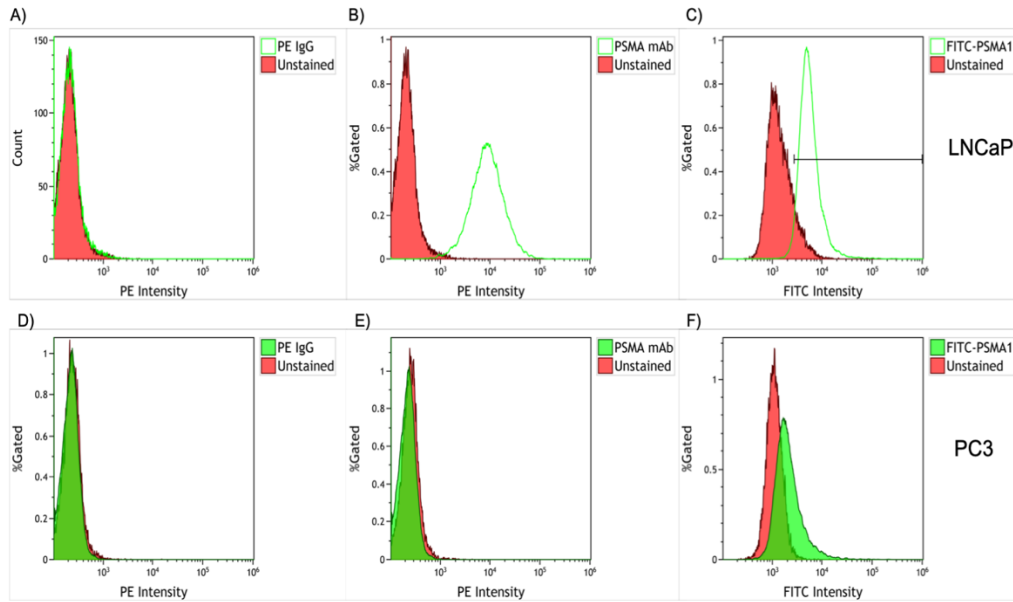 A)
B)
C)
150
100
50
0
Count
10³
10⁴
10⁵
10⁶
PE Intensity
PE IgG
Unstained
1
0.8
0.6
0.4
0.2
0
%Gated
10³
10⁴
10⁵
10⁶
PE Intensity
PSMA mAb
Unstained
1
0.8
0.6
0.4
0.2
0
%Gated
10³
10⁴
10⁵
10⁶
FITC Intensity
FITC-PSMA1
Unstained
LNCaP
D)
E)
F)
1
0.8
0.6
0.4
0.2
0
%Gated
10³
10⁴
10⁵
10⁶
PE Intensity
PE IgG
Unstained
1
0.8
0.6
0.4
0.2
0
%Gated
10³
10⁴
10⁵
10⁶
PE Intensity
PSMA mAb
Unstained
1
0.5
0
%Gated
10³
10⁴
10⁵
10⁶
FITC Intensity
FITC-PSMA1
Unstained
PC3